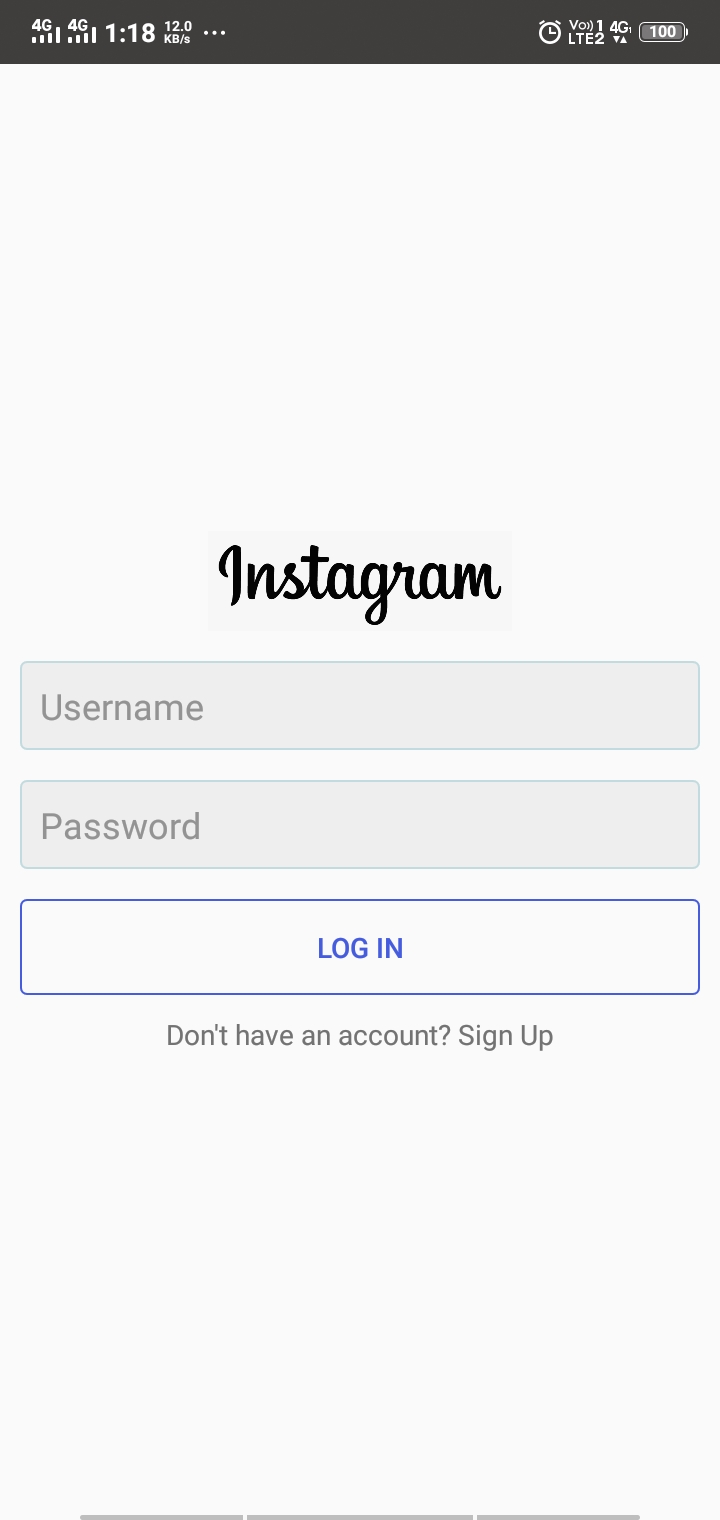 4G 4G 1:18 12.0 KB/s ... Vo)) 1 LTE2 4G 100
Instagram
Username
Password
LOG IN
Don't have an account? Sign Up